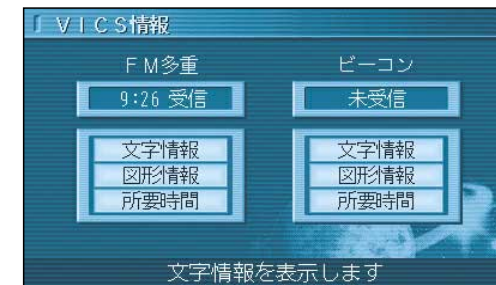 VICS情報
FM多重
ビーコン
9:26 受信
未受信
文字情報
文字情報
図形情報
図形情報
所要時間
所要時間
文字情報を表示します